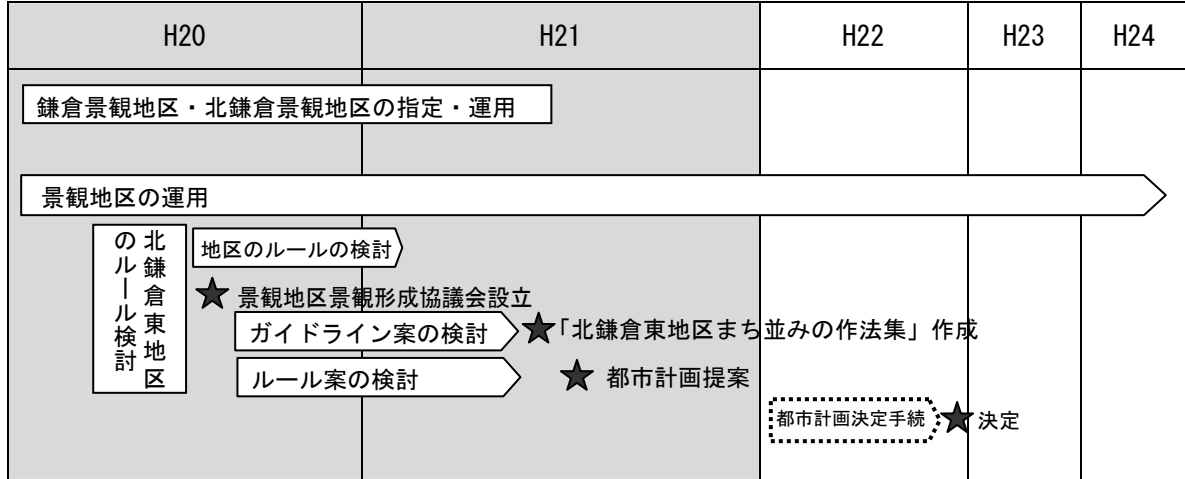 H20 H21 H22 H23 H24
鎌倉景観地区・北鎌倉景観地区の指定・運用
景観地区の運用
北鎌倉東地区
のルール検討
地区のルールの検討
★ 景観地区景観形成協議会設立
ガイドライン案の検討 ★「北鎌倉東地区まち並みの作法集」作成
ルール案の検討 ★ 都市計画提案
都市計画決定手続 ★ 決定